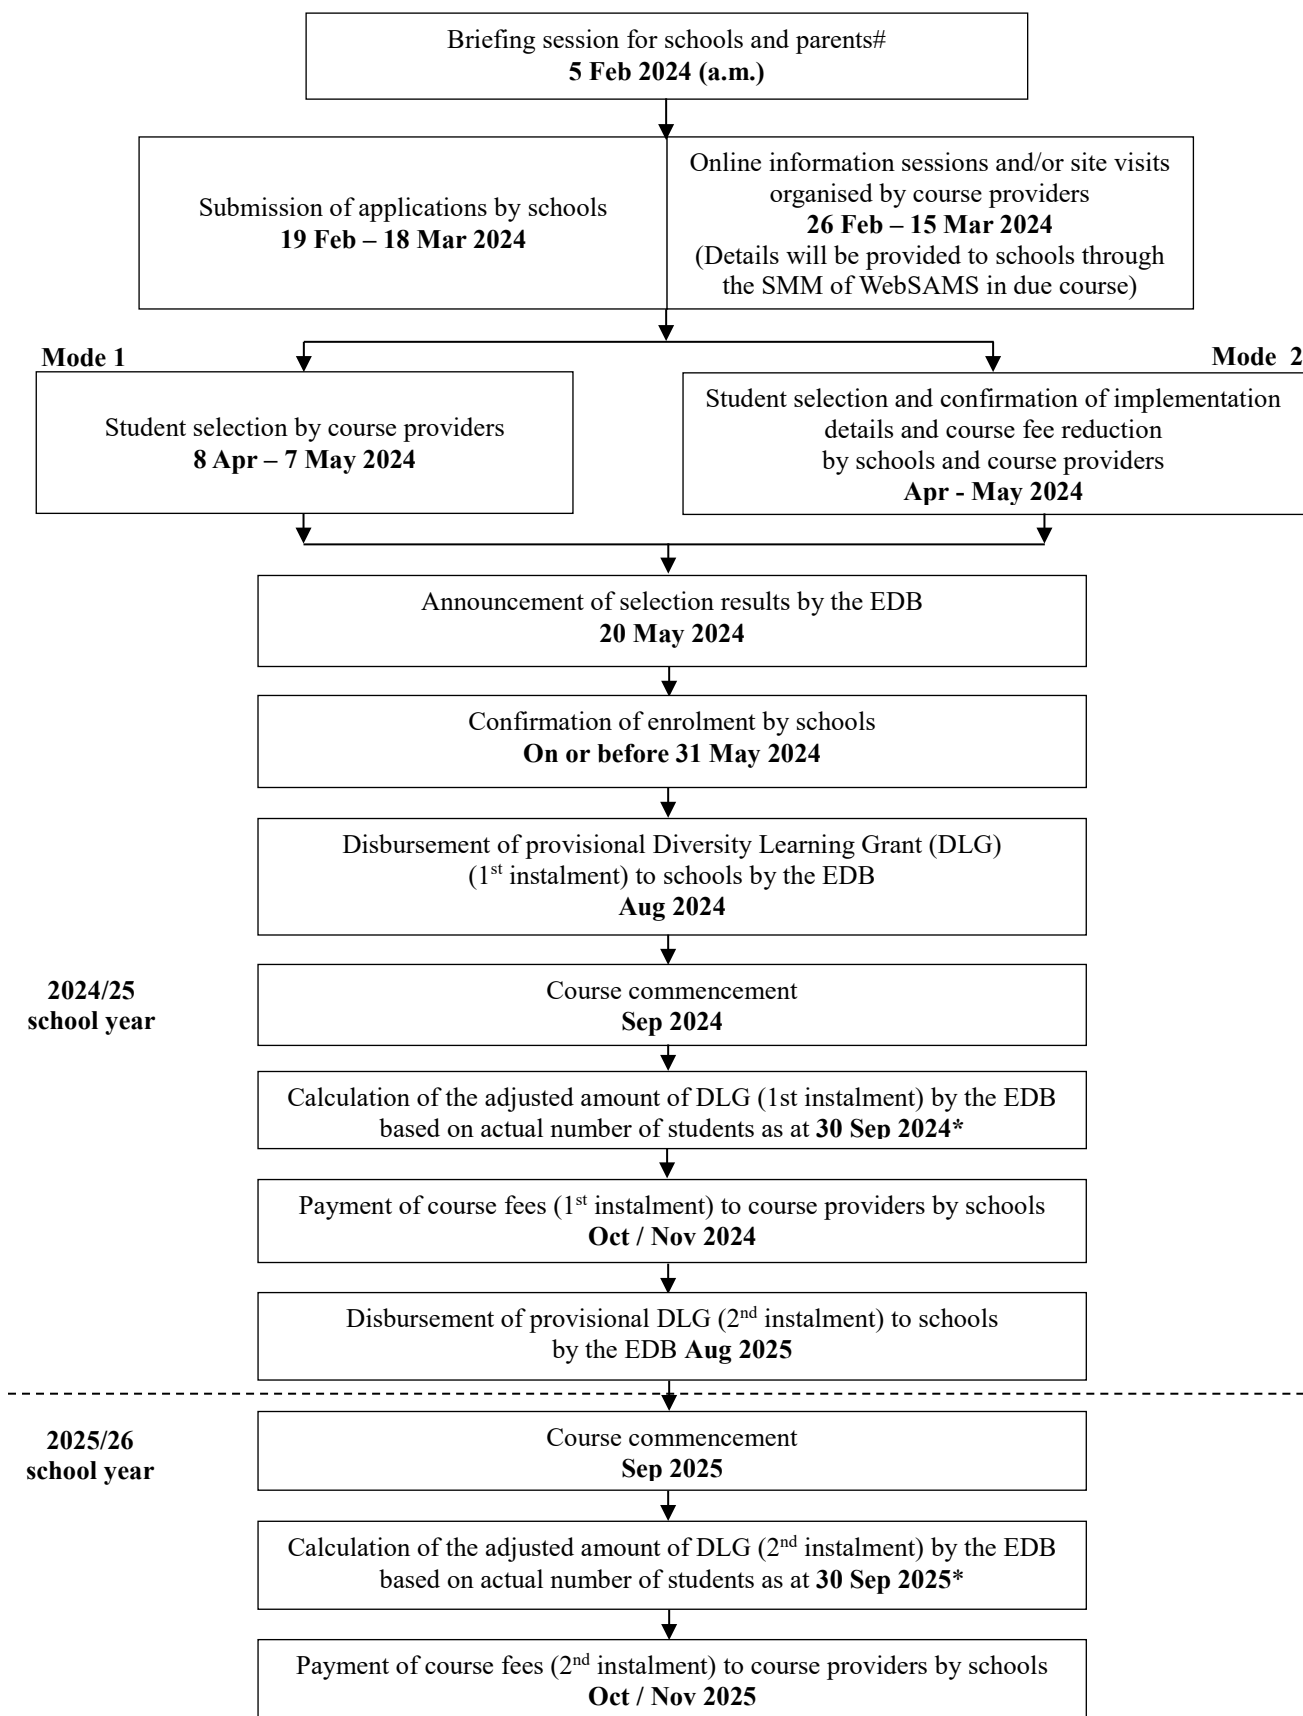 Briefing session for schools and parents#
5 Feb 2024 (a.m.)
Submission of applications by schools
19 Feb – 18 Mar 2024
Online information sessions and/or site visits
organised by course providers
26 Feb – 15 Mar 2024
(Details will be provided to schools through
the SMM of WebSAMS in due course)
Mode 1
Mode 2
Student selection by course providers
8 Apr – 7 May 2024
Student selection and confirmation of implementation
details and course fee reduction
by schools and course providers
Apr - May 2024
Announcement of selection results by the EDB
20 May 2024
Confirmation of enrolment by schools
On or before 31 May 2024
Disbursement of provisional Diversity Learning Grant (DLG)
(1st instalment) to schools by the EDB
Aug 2024
2024/25
school year
Course commencement
Sep 2024
Calculation of the adjusted amount of DLG (1st instalment) by the EDB
based on actual number of students as at 30 Sep 2024*
Payment of course fees (1st instalment) to course providers by schools
Oct / Nov 2024
Disbursement of provisional DLG (2nd instalment) to schools
by the EDB Aug 2025
2025/26
school year
Course commencement
Sep 2025
Calculation of the adjusted amount of DLG (2nd instalment) by the EDB
based on actual number of students as at 30 Sep 2025*
Payment of course fees (2nd instalment) to course providers by schools
Oct / Nov 2025